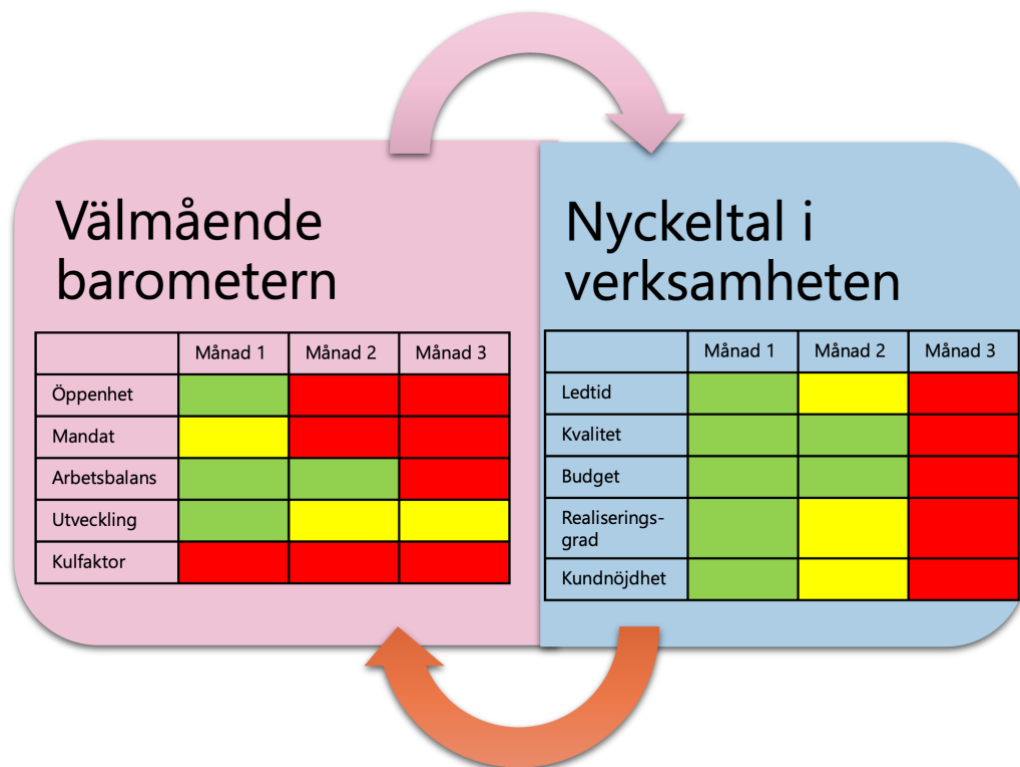 Välmående
barometern
Månad 1 Månad 2 Månad 3
Öppenhet
Mandat
Arbetsbalans
Utveckling
Kulfaktor
Nyckeltal i
verksamheten
Månad 1 Månad 2 Månad 3
Ledtid
Kvalitet
Budget
Realiserings-
grad
Kundnöjdhet